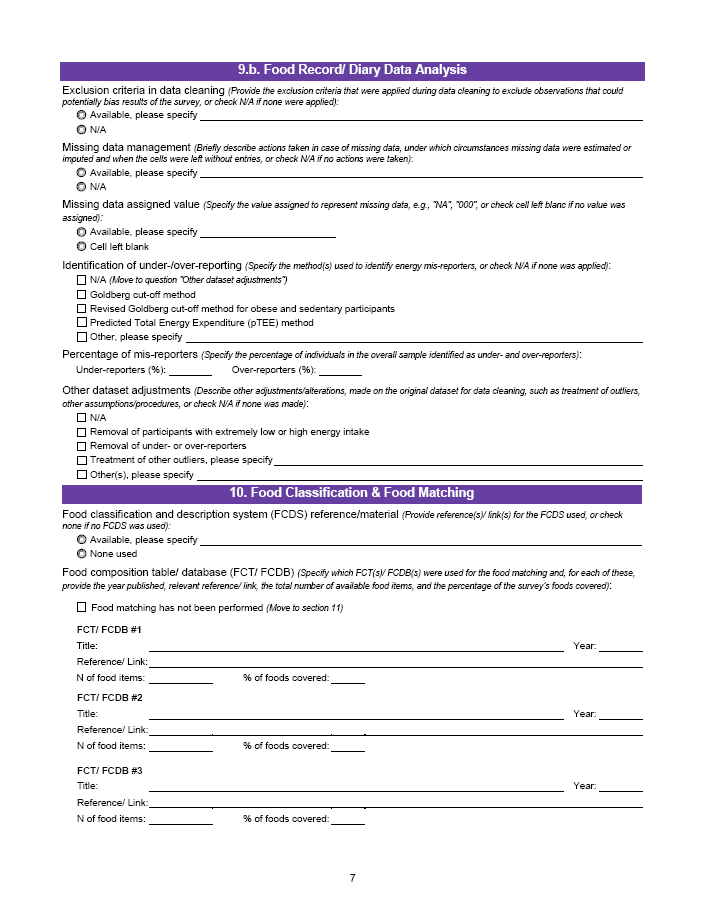 9.b. Food Record/ Diary Data Analysis
Exclusion criteria in data cleaning (Provide the exclusion criteria that were applied during data cleaning to exclude observations that could
potentially bias results of the survey, or check N/A if none were applied):
Available, please specify
N/A
Missing data management (Briefly describe actions taken in case of missing data, under which circumstances missing data were estimated or
imputed and when the cells were left without entries, or check N/A if no actions were taken):
Available, please specify
N/A
Missing data assigned value (Specify the value assigned to represent missing data, e.g., "NA", "000", or check cell left blanc if no value was
assigned):
Available, please specify
Cell left blank
Identification of under-/over-reporting (Specify the method(s) used to identify energy mis-reporters, or check N/A if none was applied):
N/A (Move to question "Other dataset adjustments")
Goldberg cut-off method
Revised Goldberg cut-off method for obese and sedentary participants
Predicted Total Energy Expenditure (pTEE) method
Other, please specify
Percentage of mis-reporters (Specify the percentage of individuals in the overall sample identified as under- and over-reporters):
Under-reporters (%): Over-reporters (%):
Other dataset adjustments (Describe other adjustments/alterations, made on the original dataset for data cleaning, such as treatment of outliers,
other assumptions/procedures, or check N/A if none was made):
N/A
Removal of participants with extremely low or high energy intake
Removal of under- or over-reporters
Treatment of other outliers, please specify
Other(s), please specify
10. Food Classification & Food Matching
Food classification and description system (FCDS) reference/material (Provide reference(s)/ link(s) for the FCDS used, or check
none if no FCDS was used):
Available, please specify
None used
Food composition table/ database (FCT/ FCDB) (Specify which FCT(s)/ FCDB(s) were used for the food matching and, for each of these,
provide the year published, relevant reference/ link, the total number of available food items, and the percentage of the survey's foods covered):
Food matching has not been performed (Move to section 11)
FCT/ FCDB #1
Title: Year:
Reference/ Link:
N of food items: % of foods covered:
FCT/ FCDB #2
Title: Year:
Reference/ Link:
N of food items: % of foods covered:
FCT/ FCDB #3
Title: Year:
Reference/ Link:
N of food items: % of foods covered:
7